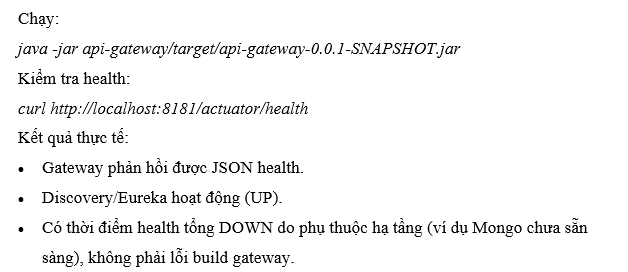 Chạy:
java -jar api-gateway/target/api-gateway-0.0.1-SNAPSHOT.jar
Kiểm tra health:
curl http://localhost:8181/actuator/health
Kết quả thực tế:
• Gateway phản hồi được JSON health.
• Discovery/Eureka hoạt động (UP).
• Có thời điểm health tổng DOWN do phụ thuộc hạ tầng (ví dụ Mongo chưa sẵn
sàng), không phải lỗi build gateway.